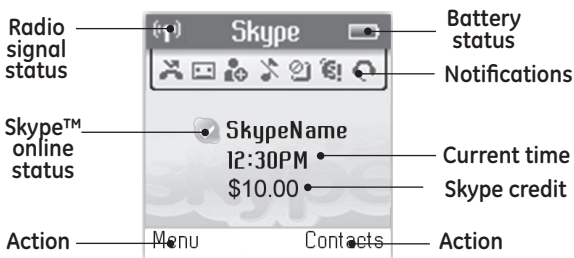 Radio
signal
status
Skype
Battery
status
Notifications
Skype™
online
status
SkypeName
12:30PM
Current time
$10.00
Skype credit
Action
Menu
Contacts
Action